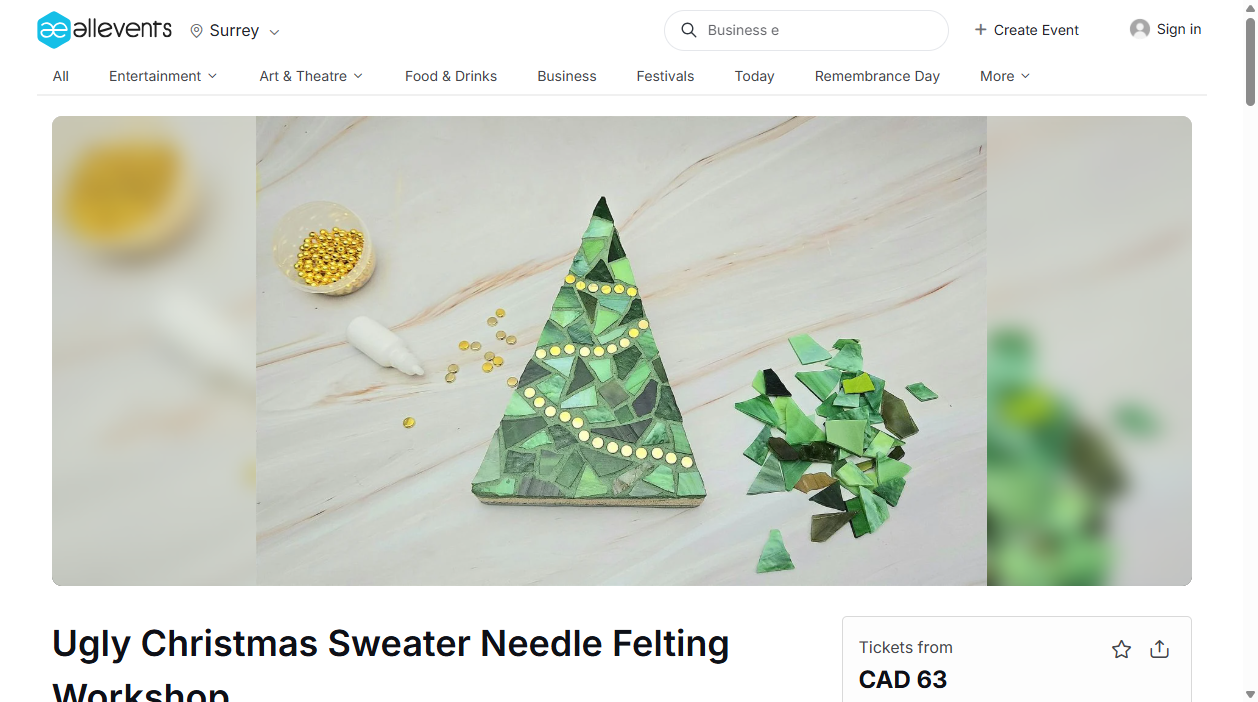 allevents
Surrey
Business e
Create Event
Sign in
All
Entertainment
Art & Theatre
Food & Drinks
Business
Festivals
Today
Remembrance Day
More
Ugly Christmas Sweater Needle Felting
Workshop
Tickets from
CAD 63